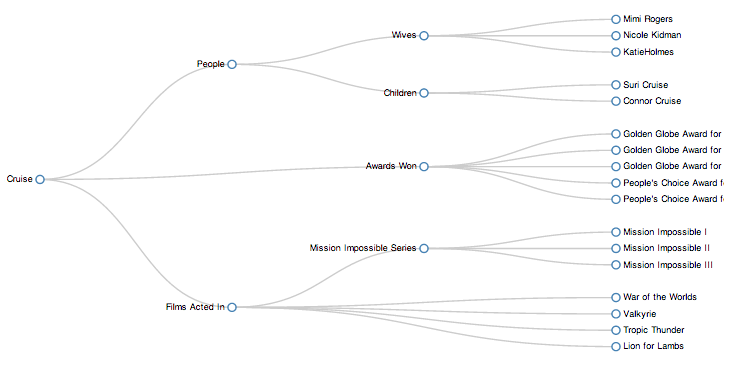 Mimi Rogers
Wives
Nicole Kidman
KatieHolmes
People
Suri Cruise
Children
Connor Cruise
Golden Globe Award for
Golden Globe Award for
Awards Won
Golden Globe Award for
Cruise
People's Choice Award
People's Choice Award
Mission Impossible I
Mission Impossible Series
Mission Impossible II
Mission Impossible III
War of the Worlds
Films Acted In
Valkyrie
Tropic Thunder
Lion for Lambs